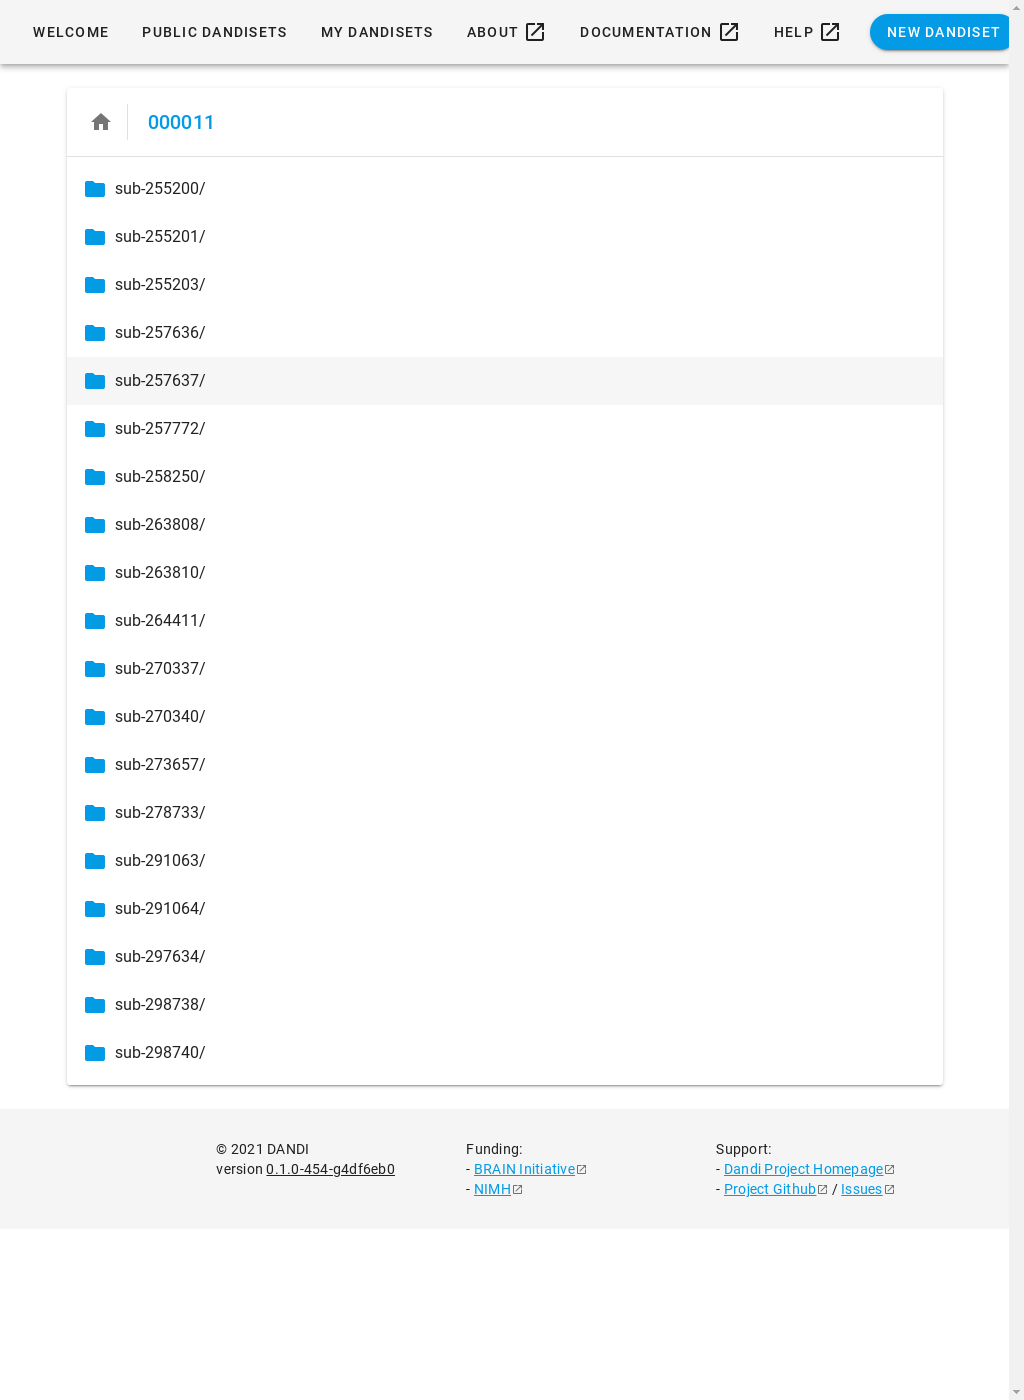 WELCOME PUBLIC DANDISETS MY DANDISETS ABOUT DOCUMENTATION HELP NEW DANDISET
000011
sub-255200/
sub-255201/
sub-255203/
sub-257636/
sub-257637/
sub-257772/
sub-258250/
sub-263808/
sub-263810/
sub-264411/
sub-270337/
sub-270340/
sub-273657/
sub-278733/
sub-291063/
sub-291064/
sub-297634/
sub-298738/
sub-298740/
© 2021 DANDI
version 0.1.0-454-g4df6eb0
Funding:
- BRAIN Initiative
- NIMH
Support:
- Dandi Project Homepage
- Project Github / Issues